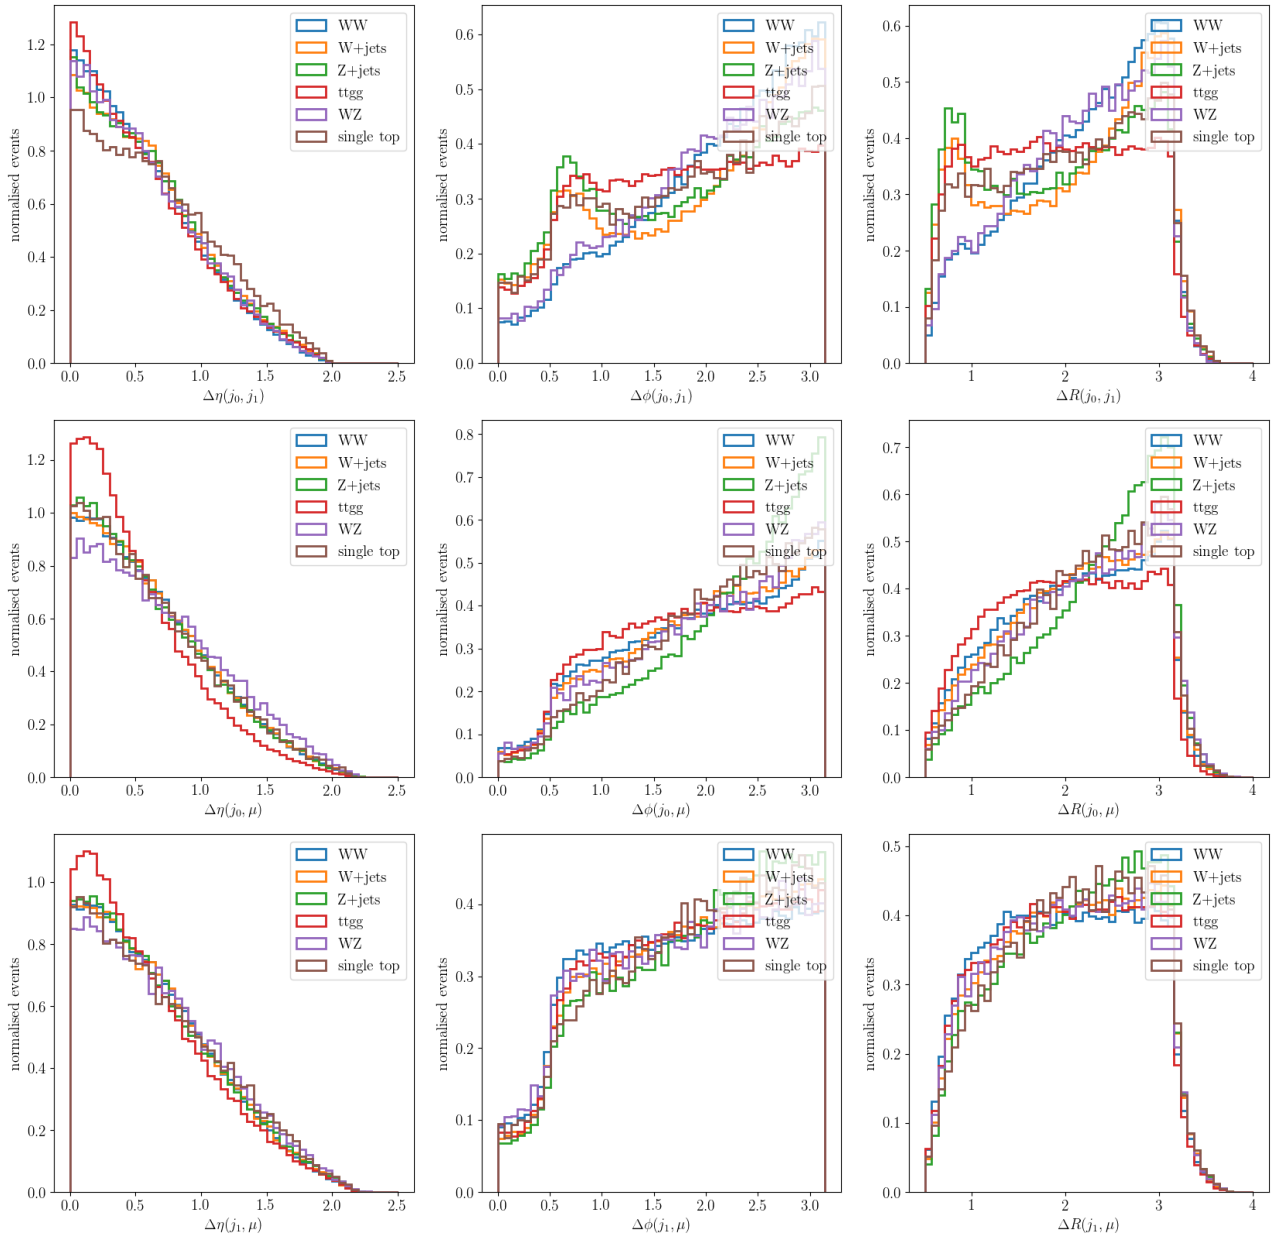 normalised events
1.2
1.0
0.8
0.6
0.4
0.2
0.0
WW
W+jets
Z+jets
ttgg
WZ
single top
0.0 0.5 1.0 1.5 2.0 2.5
Δη(j₀, j₁)
normalised events
0.6
0.5
0.4
0.3
0.2
0.1
0.0
WW
W+jets
Z+jets
ttgg
WZ
single top
0.0 0.5 1.0 1.5 2.0 2.5 3.0
Δϕ(j₀, j₁)
normalised events
0.6
0.5
0.4
0.3
0.2
0.1
0.0
WW
W+jets
Z+jets
ttgg
WZ
single top
1 2 3 4
ΔR(j₀, j₁)
normalised events
1.2
1.0
0.8
0.6
0.4
0.2
0.0
WW
W+jets
Z+jets
ttgg
WZ
single top
0.0 0.5 1.0 1.5 2.0 2.5
Δη(j₀, μ)
normalised events
0.8
0.7
0.6
0.5
0.4
0.3
0.2
0.1
0.0
WW
W+jets
Z+jets
ttgg
WZ
single top
0.0 0.5 1.0 1.5 2.0 2.5 3.0
Δϕ(j₀, μ)
normalised events
0.7
0.6
0.5
0.4
0.3
0.2
0.1
0.0
WW
W+jets
Z+jets
ttgg
WZ
single top
1 2 3 4
ΔR(j₀, μ)
normalised events
1.0
0.8
0.6
0.4
0.2
0.0
WW
W+jets
Z+jets
ttgg
WZ
single top
0.0 0.5 1.0 1.5 2.0 2.5
Δη(j₁, μ)
normalised events
0.4
0.3
0.2
0.1
0.0
WW
W+jets
Z+jets
ttgg
WZ
single top
0.0 0.5 1.0 1.5 2.0 2.5 3.0
Δϕ(j₁, μ)
normalised events
0.5
0.4
0.3
0.2
0.1
0.0
WW
W+jets
Z+jets
ttgg
WZ
single top
1 2 3 4
ΔR(j₁, μ)